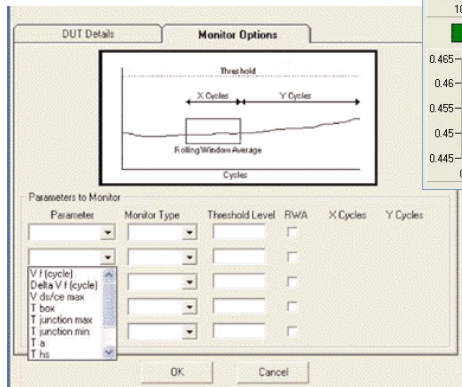 DUT Details
Monitor Options
Threshold
X Cycles
Y Cycles
Rolling Window Average
Cycles
Parameters to Monitor
Parameter
Monitor Type
Threshold Level
RWA
X Cycles
Y Cycles
V f (cycle)
Delta V f (cycle)
V ds/ce max
T box
T junction max
T junction min
T a
T hs
OK
Cancel
10
0.465
0.46
0.455
0.45
0.445
0